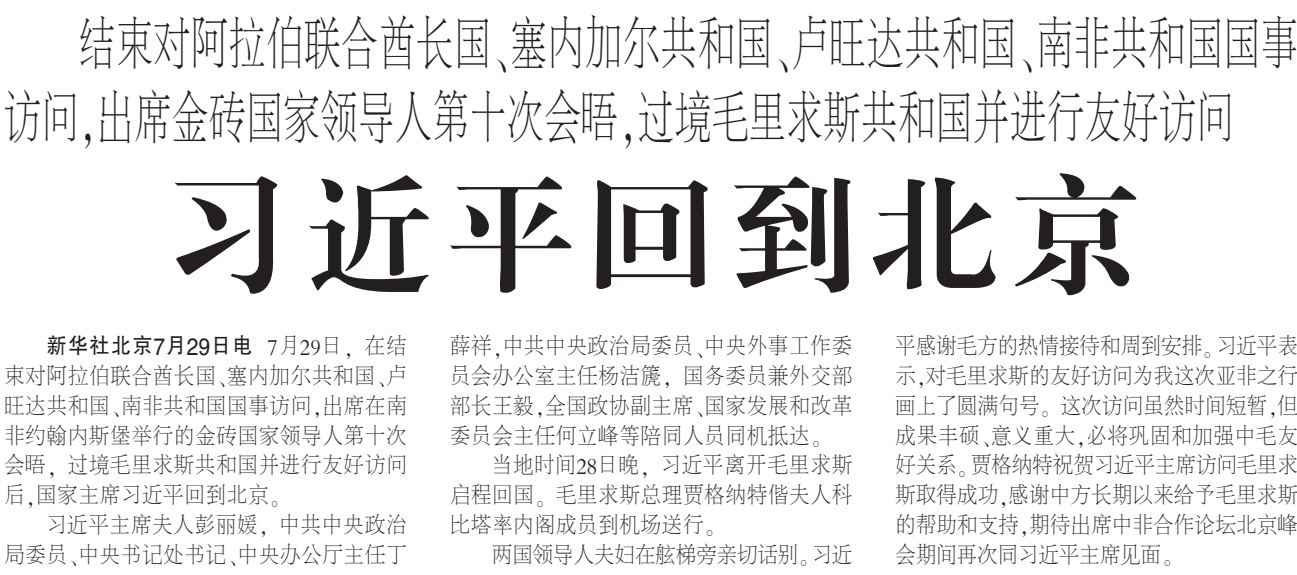 结束对阿拉伯联合酋长国、塞内加尔共和国、卢旺达共和国、南非共和国国事
访问,出席金砖国家领导人第十次会晤,过境毛里求斯共和国并进行友好访问
习近平回到北京
新华社北京7月29日电 7月29日，在结
束对阿拉伯联合酋长国、塞内加尔共和国、卢
旺达共和国、南非共和国国事访问,出席在南
非约翰内斯堡举行的金砖国家领导人第十次
会晤，过境毛里求斯共和国并进行友好访问
后,国家主席习近平回到北京。
习近平主席夫人彭丽媛，中共中央政治
局委员、中央书记处书记、中央办公厅主任丁
薛祥,中共中央政治局委员、中央外事工作委
员会办公室主任杨洁篪，国务委员兼外交部
部长王毅,全国政协副主席、国家发展和改革
委员会主任何立峰等陪同人员同机抵达。
当地时间28日晚，习近平离开毛里求斯
启程回国。毛里求斯总理贾格纳特偕夫人科
比塔率内阁成员到机场送行。
两国领导人夫妇在舷梯旁亲切话别。习近
平感谢毛方的热情接待和周到安排。习近平表
示,对毛里求斯的友好访问为我这次亚非之行
画上了圆满句号。这次访问虽然时间短暂,但
成果丰硕、意义重大,必将巩固和加强中毛友
好关系。贾格纳特祝贺习近平主席访问毛里求
斯取得成功,感谢中方长期以来给予毛里求斯
的帮助和支持,期待出席中非合作论坛北京峰
会期间再次同习近平主席见面。